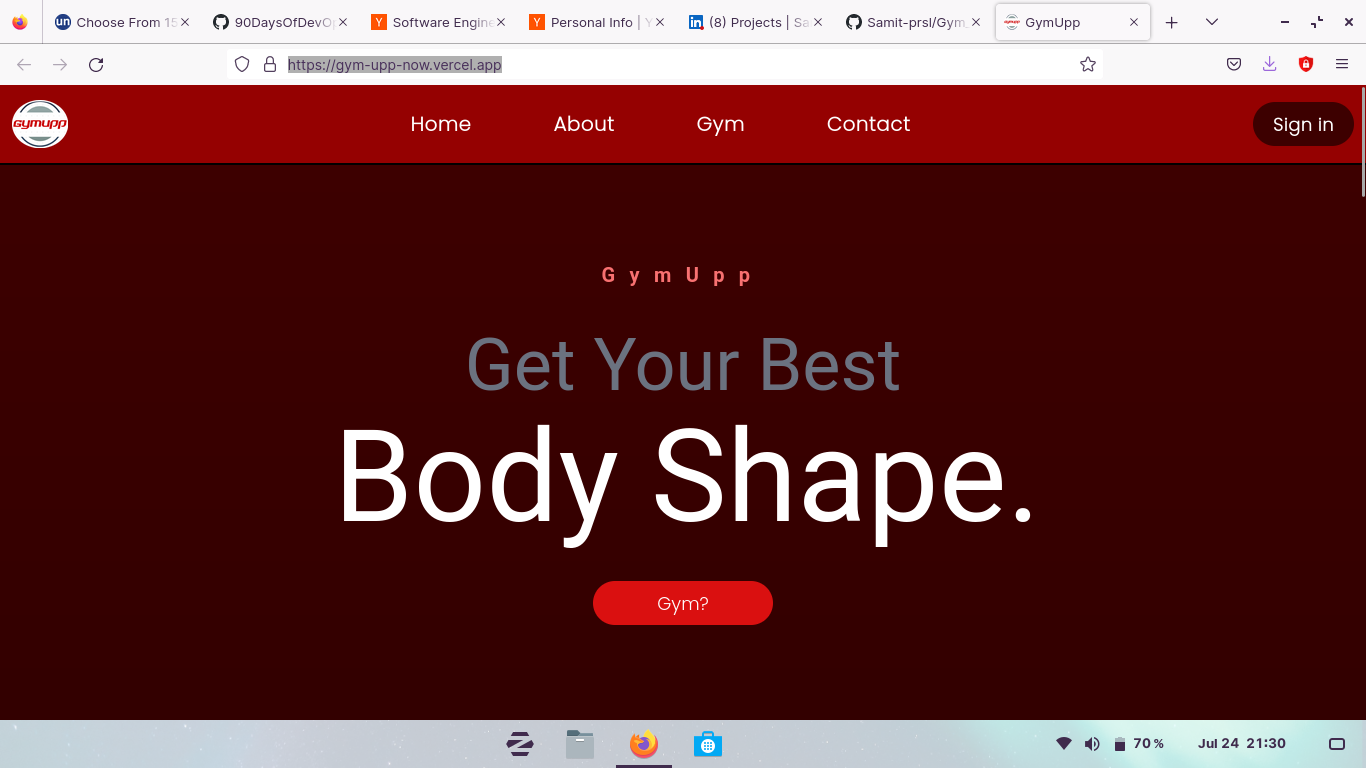 Choose From 15
90DaysOfDevOp
Software Engine
Personal Info | Y
(8) Projects | Sa
Samit-prsl/Gym
GymUpp
https://gym-upp-now.vercel.app
Gymupp
Home About Gym Contact Sign in
GymUpp
Get Your Best
Body Shape.
Gym?
70 % Jul 24 21:30